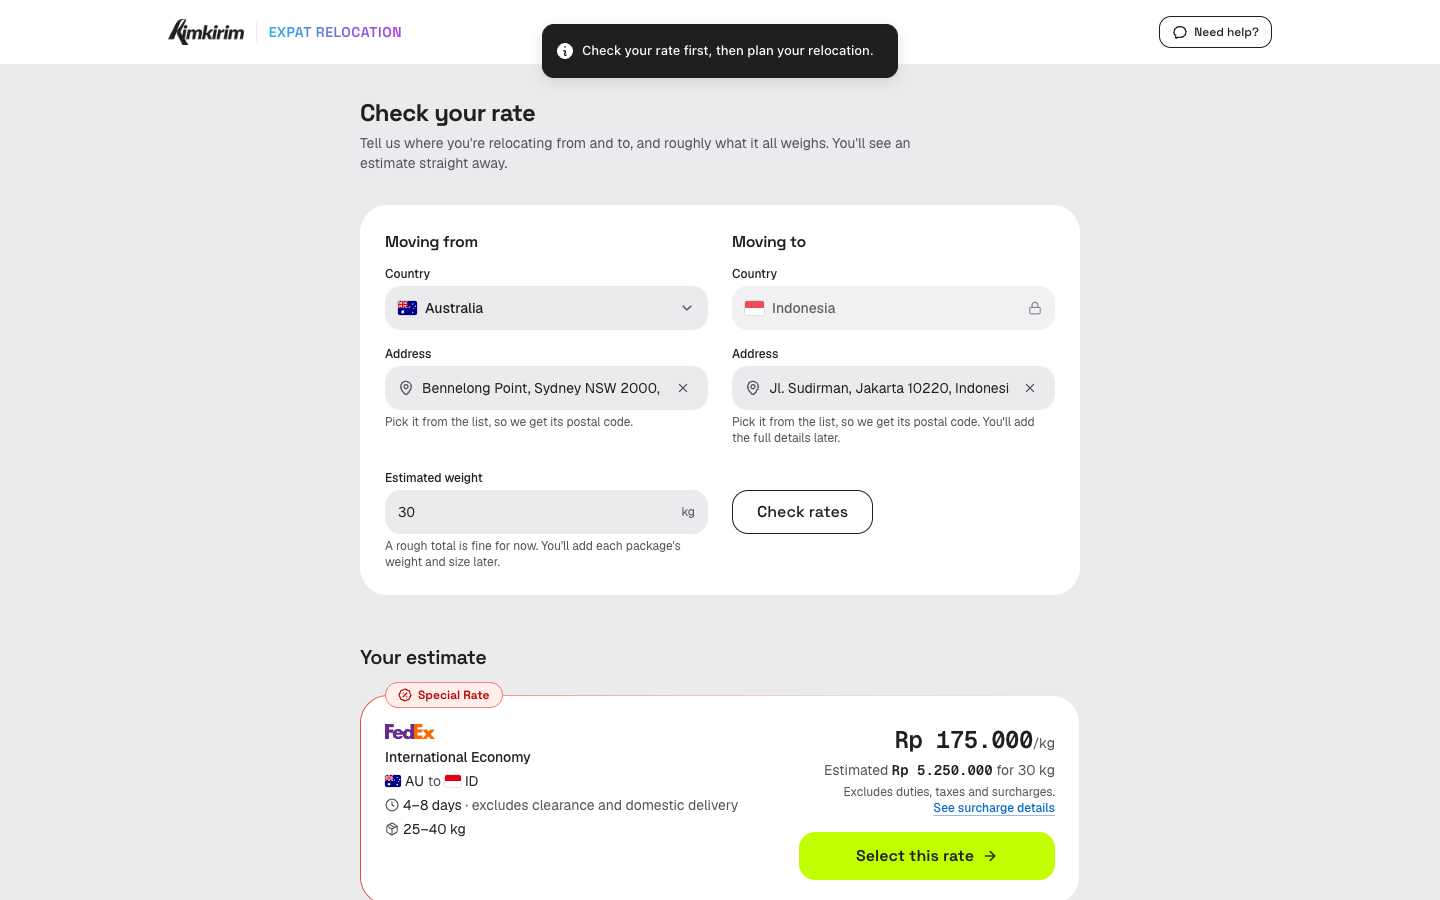 Kimkirim
EXPAT RELOCATION
Check your rate first, then plan your relocation.
Need help?
Check your rate
Tell us where you're relocating from and to, and roughly what it all weighs. You'll see an
estimate straight away.
Moving from
Country
Australia
Address
Bennelong Point, Sydney NSW 2000,
Pick it from the list, so we get its postal code.
Moving to
Country
Indonesia
Address
Jl. Sudirman, Jakarta 10220, Indonesi
Pick it from the list, so we get its postal code. You'll add
the full details later.
Estimated weight
30
kg
A rough total is fine for now. You'll add each package's
weight and size later.
Check rates
Your estimate
Special Rate
FedEx
International Economy
AU to ID
4–8 days · excludes clearance and domestic delivery
25–40 kg
Rp 175.000/kg
Estimated Rp 5.250.000 for 30 kg
Excludes duties, taxes and surcharges.
See surcharge details
Select this rate →